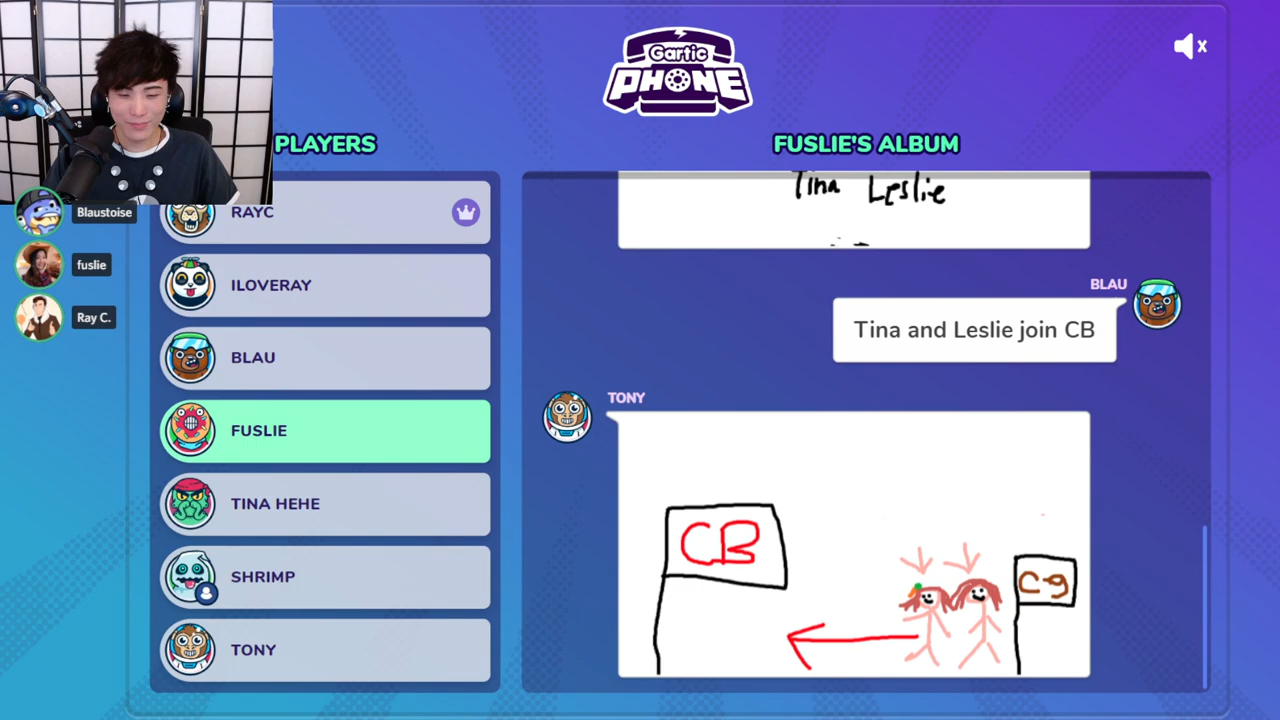 Gartic
PHONE
PLAYERS
FUSLIE'S ALBUM
Blaustoise
fuslie
Ray C.
RAYC
ILOVERAY
BLAU
FUSLIE
TINA HEHE
SHRIMP
TONY
Tina Leslie
BLAU
Tina and Leslie join CB
TONY
CB
C9